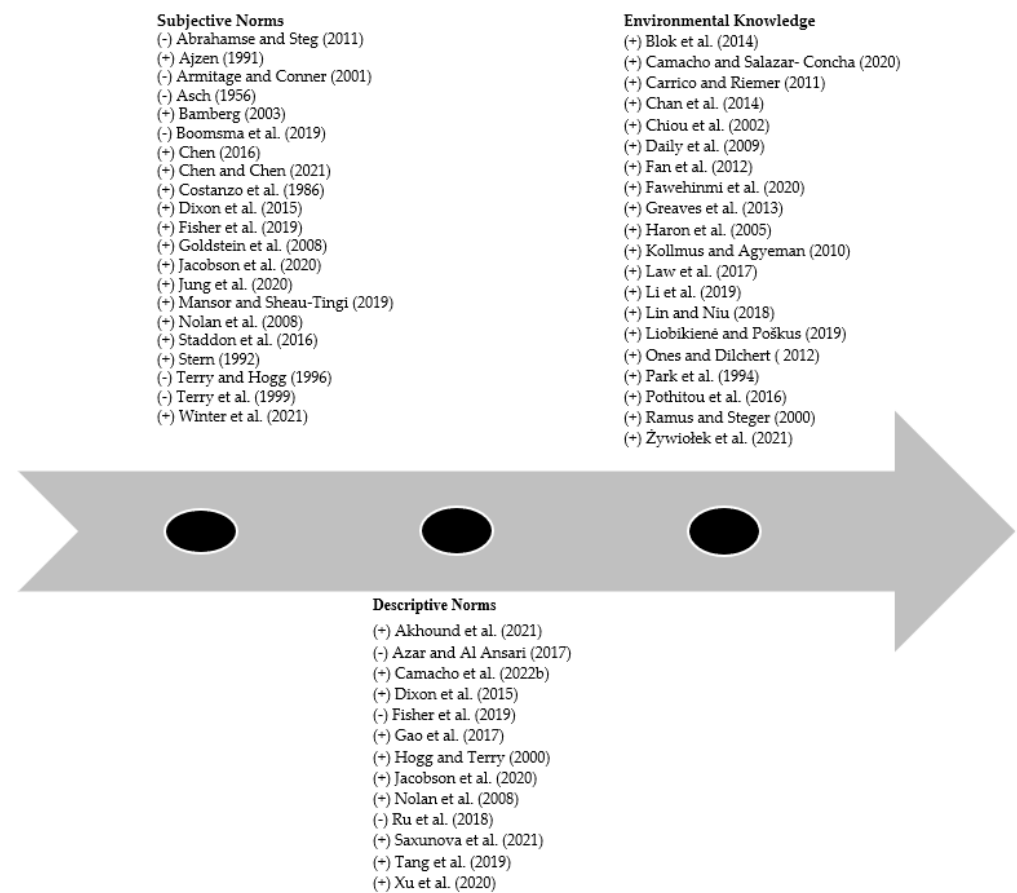 Subjective Norms
(-) Abrahamse and Steg (2011)
(+) Ajzen (1991)
(-) Armitage and Conner (2001)
(-) Asch (1956)
(+) Bamberg (2003)
(-) Boomsma et al. (2019)
(+) Chen (2016)
(+) Chen and Chen (2021)
(+) Costanzo et al. (1986)
(+) Dixon et al. (2015)
(+) Fisher et al. (2019)
(+) Goldstein et al. (2008)
(+) Jacobson et al. (2020)
(+) Jung et al. (2020)
(+) Mansor and Sheau-Tingi (2019)
(+) Nolan et al. (2008)
(+) Staddon et al. (2016)
(+) Stern (1992)
(-) Terry and Hogg (1996)
(-) Terry et al. (1999)
(+) Winter et al. (2021)
Environmental Knowledge
(+) Blok et al. (2014)
(+) Camacho and Salazar- Concha (2020)
(+) Carrico and Riemer (2011)
(+) Chan et al. (2014)
(+) Chiou et al. (2002)
(+) Daily et al. (2009)
(+) Fan et al. (2012)
(+) Fawehinmi et al. (2020)
(+) Greaves et al. (2013)
(+) Haron et al. (2005)
(+) Kollmus and Agyeman (2010)
(+) Law et al. (2017)
(+) Li et al. (2019)
(+) Lin and Niu (2018)
(+) Liobikienė and Poškus (2019)
(+) Ones and Dilchert ( 2012)
(+) Park et al. (1994)
(+) Pothitou et al. (2016)
(+) Ramus and Steger (2000)
(+) Żywiołek et al. (2021)
Descriptive Norms
(+) Akhound et al. (2021)
(-) Azar and Al Ansari (2017)
(+) Camacho et al. (2022b)
(+) Dixon et al. (2015)
(-) Fisher et al. (2019)
(+) Gao et al. (2017)
(+) Hogg and Terry (2000)
(+) Jacobson et al. (2020)
(+) Nolan et al. (2008)
(-) Ru et al. (2018)
(+) Saxunova et al. (2021)
(+) Tang et al. (2019)
(+) Xu et al. (2020)